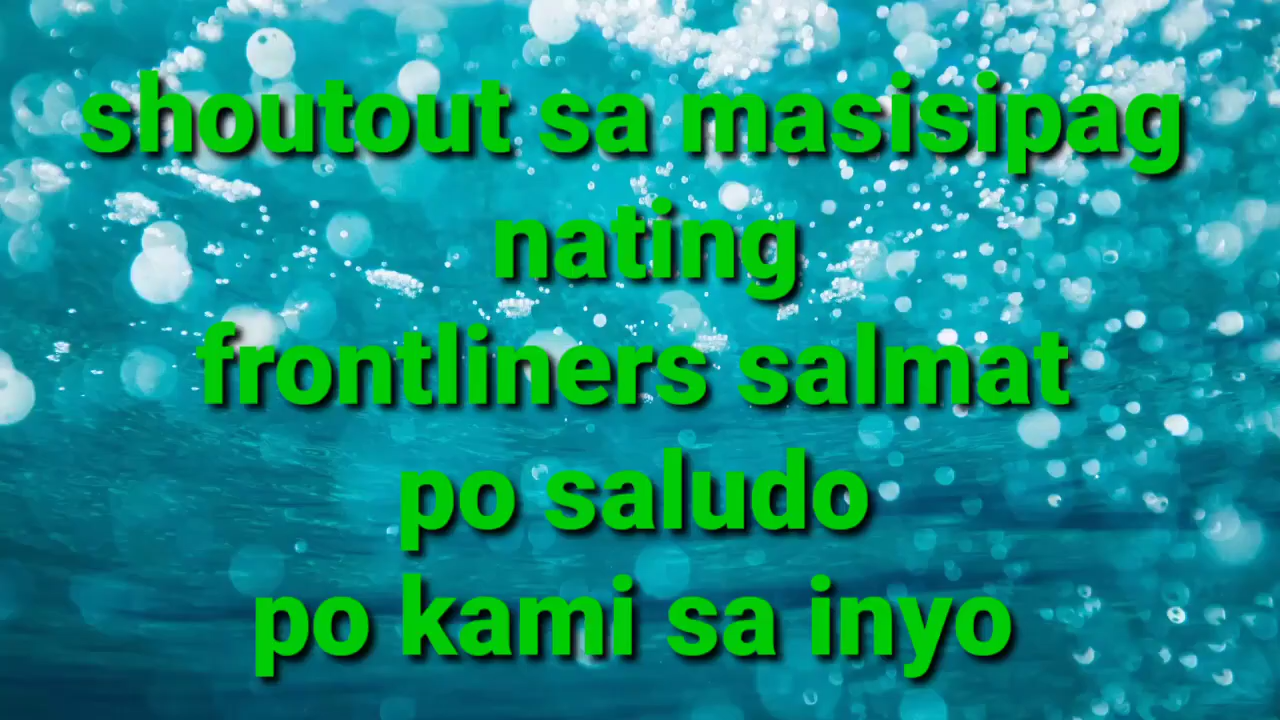 shoutout sa masisipag
nating
frontliners salmat
po saludo
po kami sa inyo